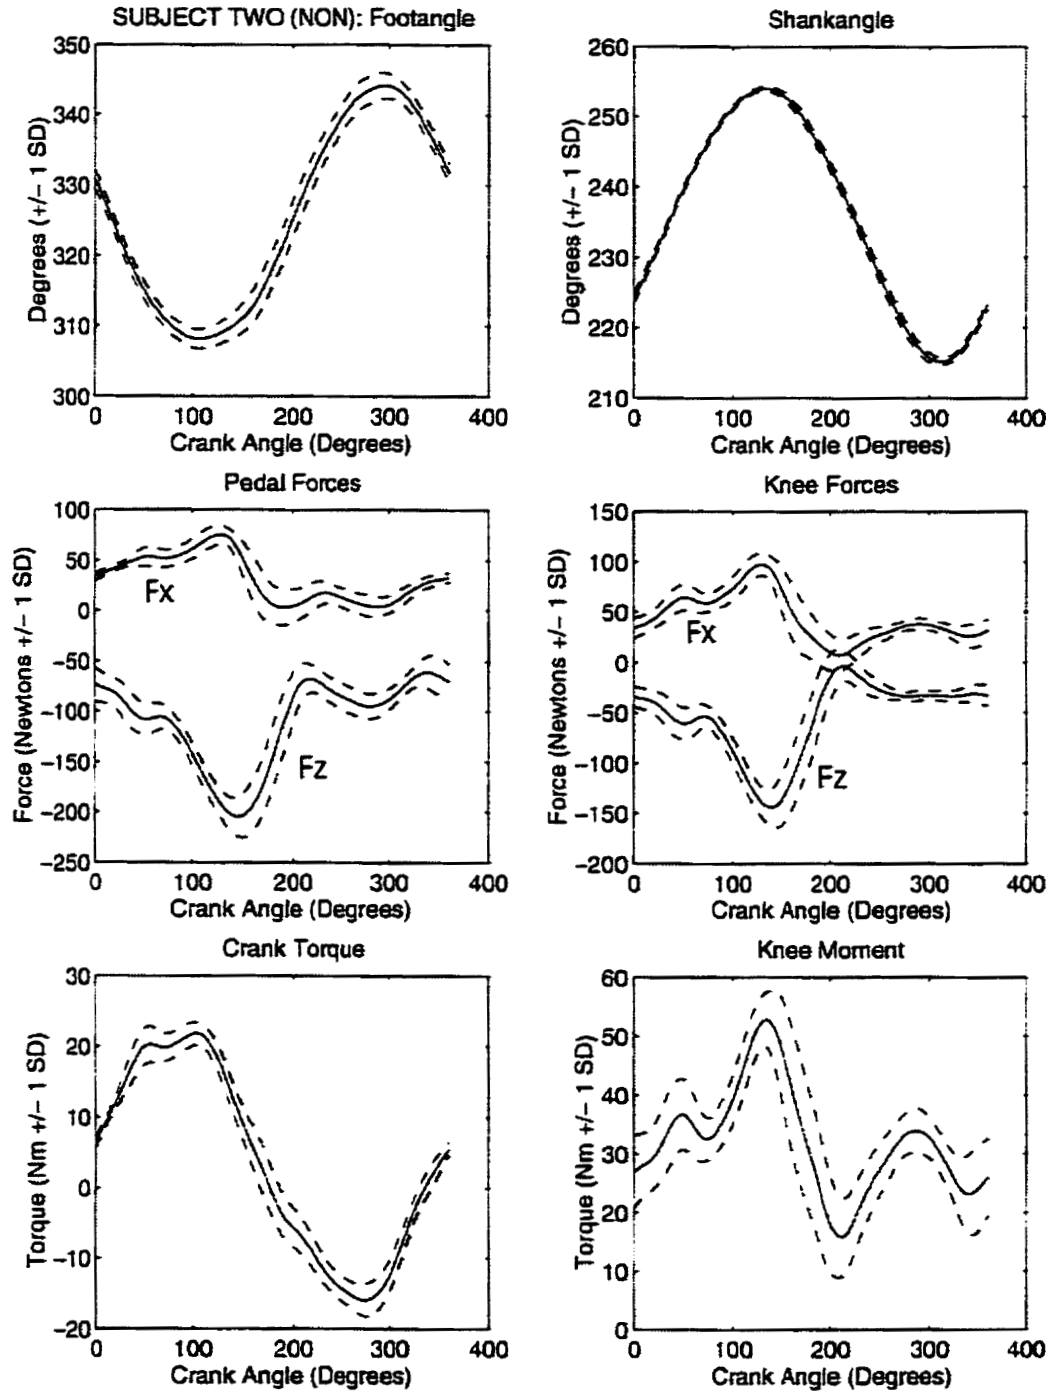 SUBJECT TWO (NON): Footangle
350
340
330
320
310
300
Degrees (+/− 1 SD)
0 100 200 300 400
Crank Angle (Degrees)
Shankangle
260
250
240
230
220
210
Degrees (+/− 1 SD)
0 100 200 300 400
Crank Angle (Degrees)
Pedal Forces
100
50
0
−50
−100
−150
−200
−250
Force (Newtons +/− 1 SD)
Fx
Fz
0 100 200 300 400
Crank Angle (Degrees)
Knee Forces
150
100
50
0
−50
−100
−150
−200
Force (Newtons +/− 1 SD)
Fx
Fz
0 100 200 300 400
Crank Angle (Degrees)
Crank Torque
30
20
10
0
−10
−20
Torque (Nm +/− 1 SD)
0 100 200 300 400
Crank Angle (Degrees)
Knee Moment
60
50
40
30
20
10
0
Torque (Nm +/− 1 SD)
0 100 200 300 400
Crank Angle (Degrees)